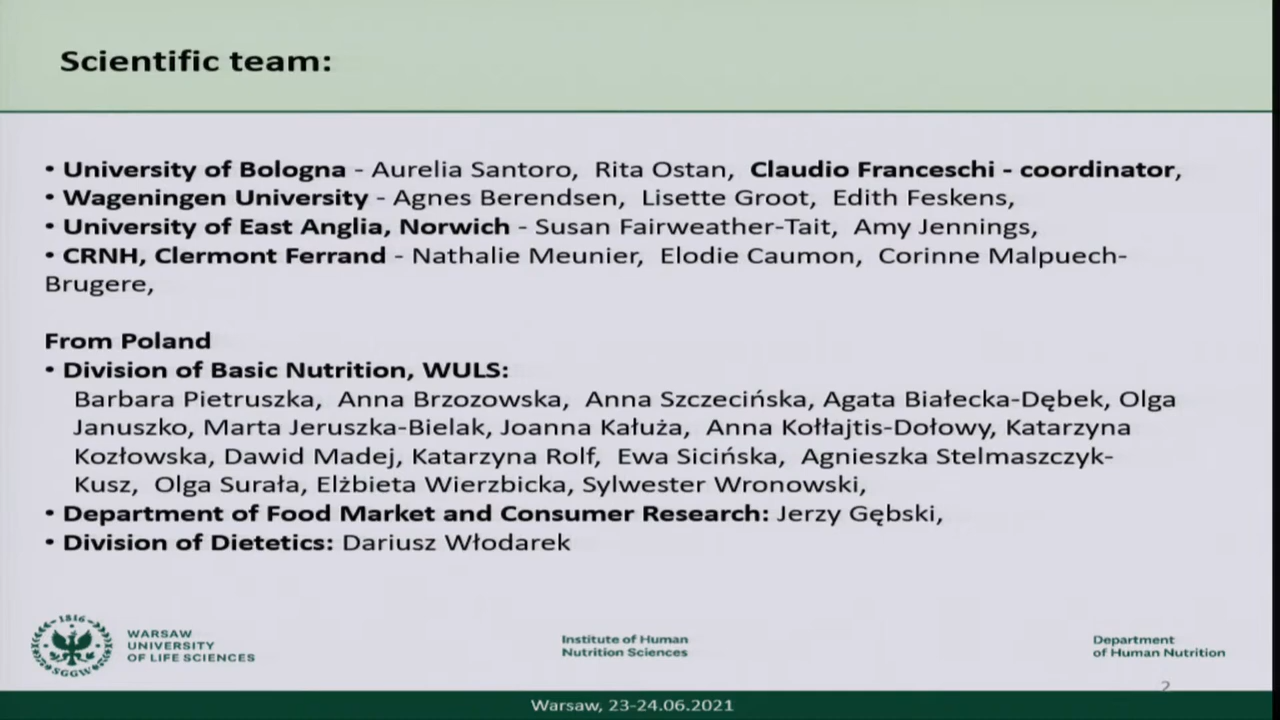 Scientific team:
• University of Bologna - Aurelia Santoro, Rita Ostan, Claudio Franceschi - coordinator,
• Wageningen University - Agnes Berendsen, Lisette Groot, Edith Feskens,
• University of East Anglia, Norwich - Susan Fairweather-Tait, Amy Jennings,
• CRNH, Clermont Ferrand - Nathalie Meunier, Elodie Caumon, Corinne Malpuech-
Brugere,
From Poland
• Division of Basic Nutrition, WULS:
Barbara Pietruszka, Anna Brzozowska, Anna Szczecińska, Agata Białecka-Dębek, Olga
Januszko, Marta Jeruszka-Bielak, Joanna Kałuża, Anna Kołłajtis-Dołowy, Katarzyna
Kozłowska, Dawid Madej, Katarzyna Rolf, Ewa Sicińska, Agnieszka Stelmaszczyk-
Kusz, Olga Surała, Elżbieta Wierzbicka, Sylwester Wronowski,
• Department of Food Market and Consumer Research: Jerzy Gębski,
• Division of Dietetics: Dariusz Włodarek
1816
SGGW
WARSAW
UNIVERSITY
OF LIFE SCIENCES
Institute of Human
Nutrition Sciences
Department
of Human Nutrition
2
Warsaw, 23-24.06.2021